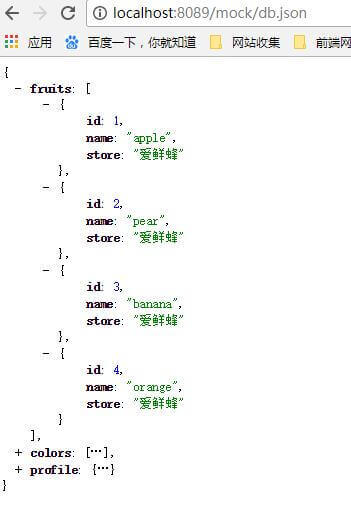 localhost:8089/mock/db.json
应用 百度一下，你就知道 网站收集 前端网
{
- fruits: [
- {
id: 1,
name: "apple",
store: "爱鲜蜂"
},
- {
id: 2,
name: "pear",
store: "爱鲜蜂"
},
- {
id: 3,
name: "banana",
store: "爱鲜蜂"
},
- {
id: 4,
name: "orange",
store: "爱鲜蜂"
}
],
+ colors: […],
+ profile: {…}
}